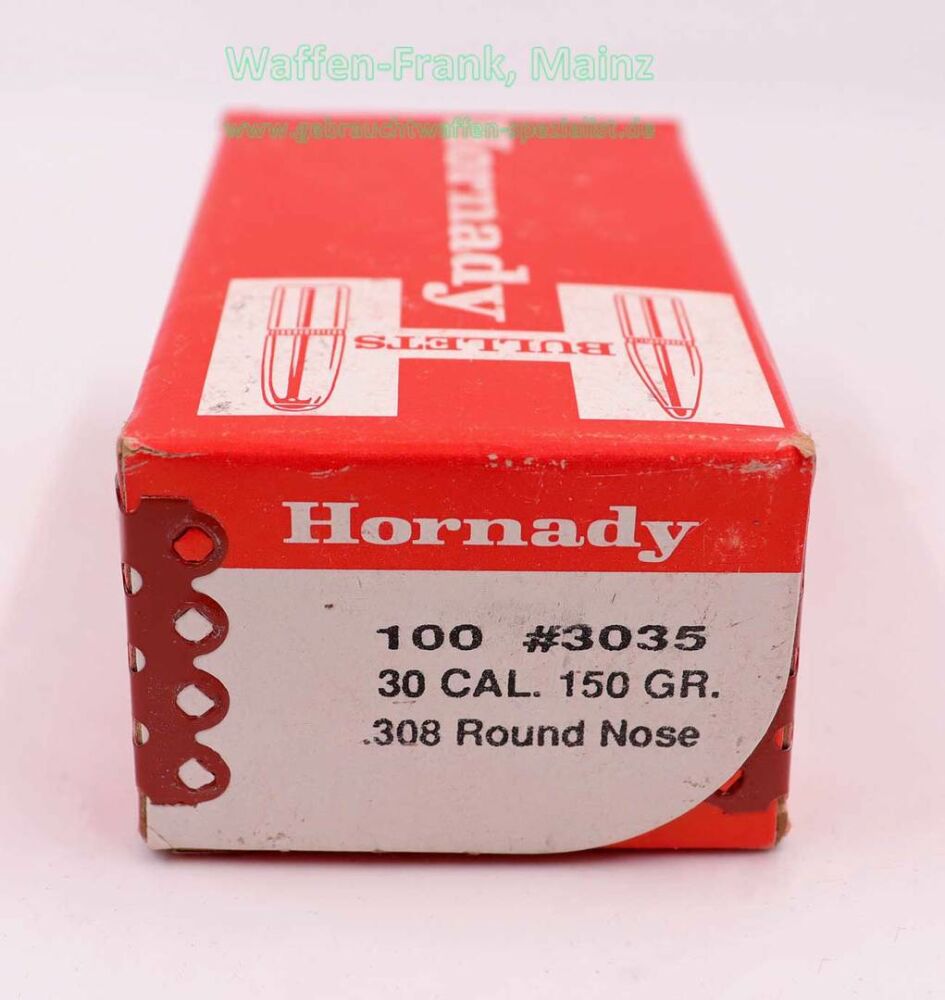 Waffen-Frank, Mainz
www.gebrauchtwaffen-spezialist.de
Hornady
BULLETS
Hornady
100 #3035
30 CAL. 150 GR.
.308 Round Nose